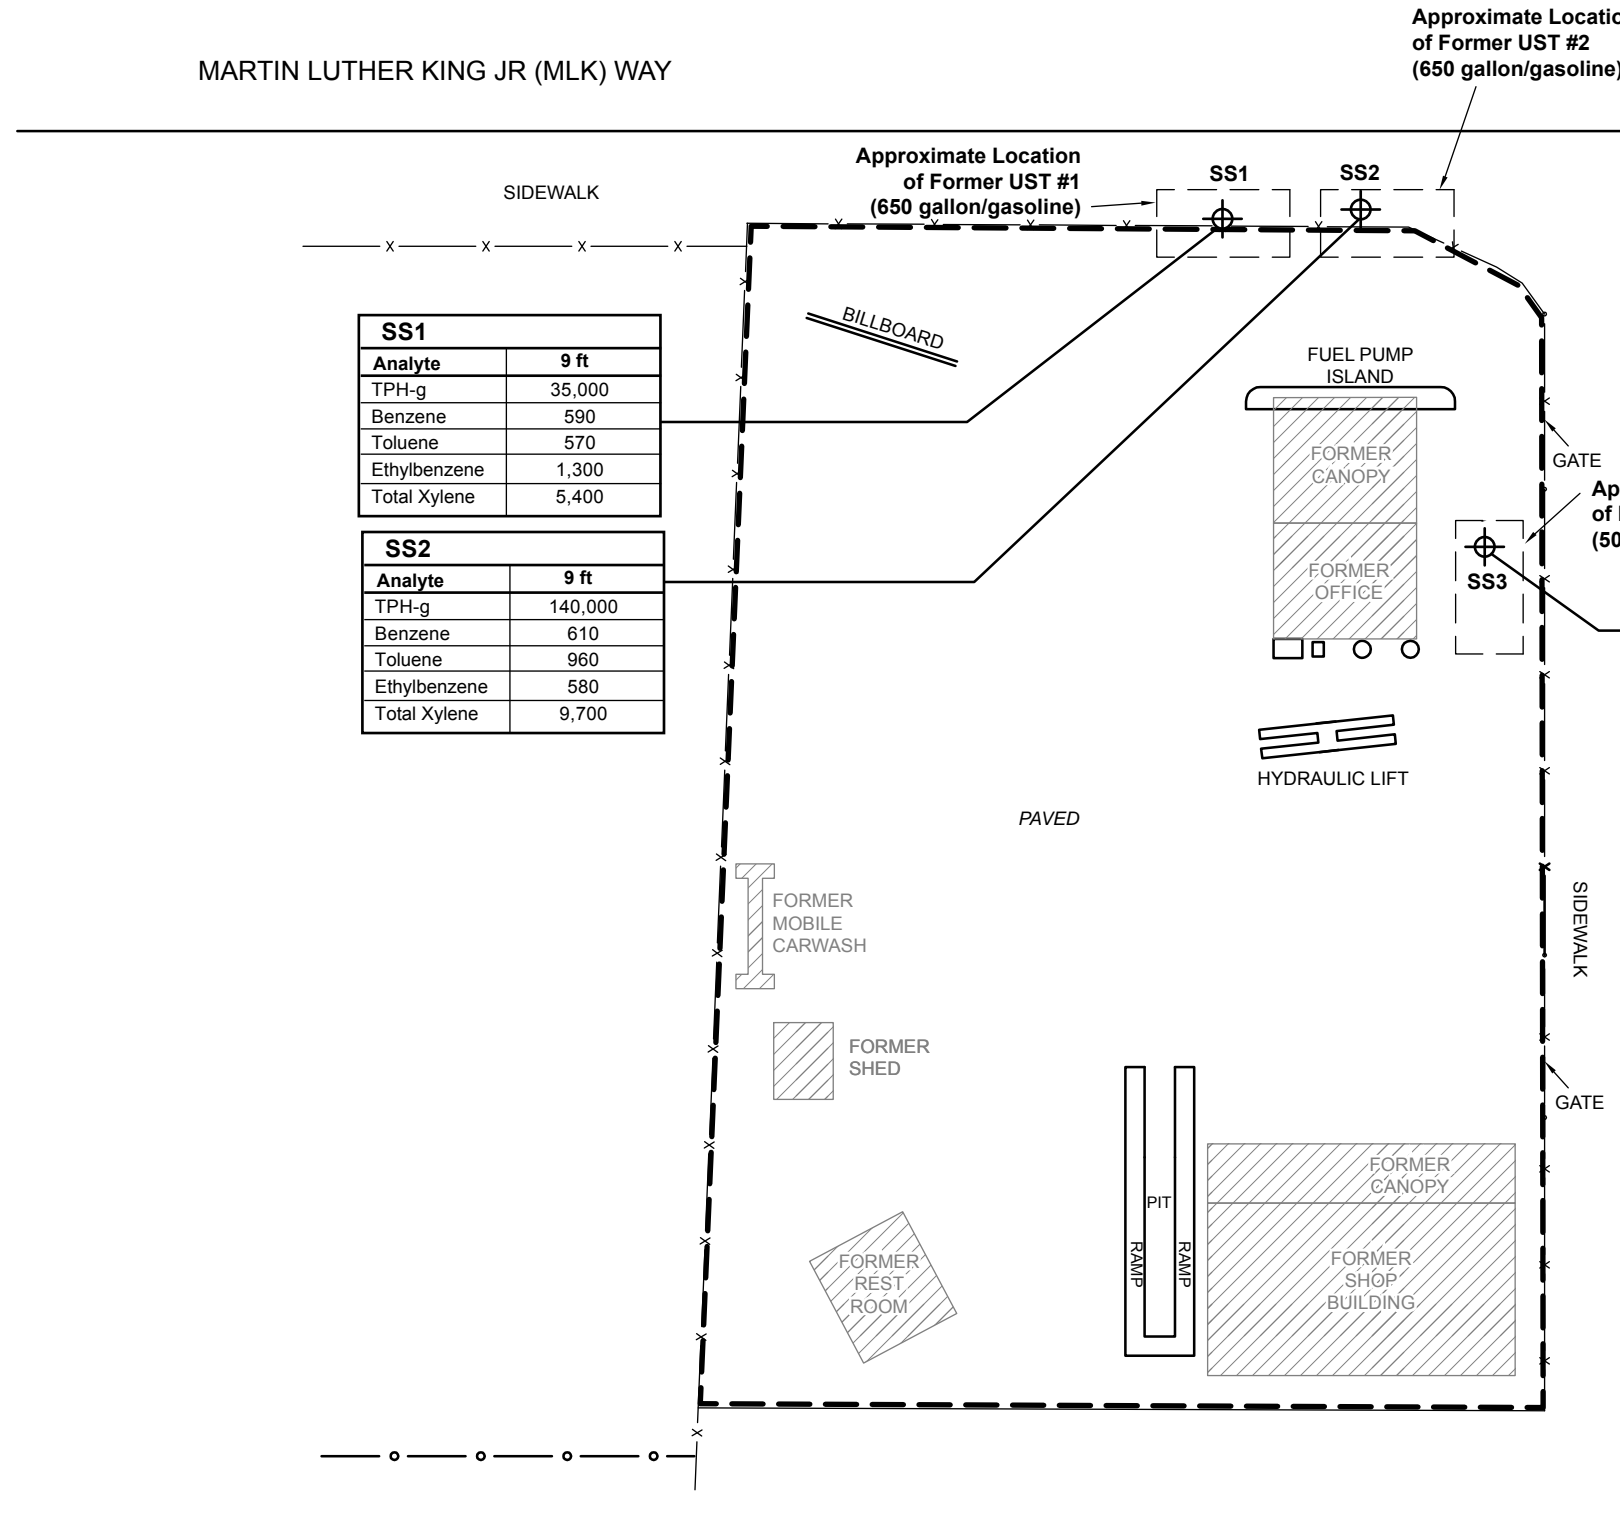 Approximate Locatio
of Former UST #2
(650 gallon/gasoline)
MARTIN LUTHER KING JR (MLK) WAY
Approximate Location
of Former UST #1
(650 gallon/gasoline)
SS1
SS2
SIDEWALK
BILLBOARD
SS1
Analyte 9 ft
TPH-g 35,000
Benzene 590
Toluene 570
Ethylbenzene 1,300
Total Xylene 5,400
FUEL PUMP
ISLAND
FORMER
CANOPY
GATE
Ap
of
(50
SS2
Analyte 9 ft
TPH-g 140,000
Benzene 610
Toluene 960
Ethylbenzene 580
Total Xylene 9,700
FORMER
OFFICE
SS3
HYDRAULIC LIFT
PAVED
FORMER
MOBILE
CARWASH
SIDEWALK
FORMER
SHED
GATE
FORMER
CANOPY
PIT
RAMP
RAMP
FORMER
REST
ROOM
FORMER
SHOP
BUILDING